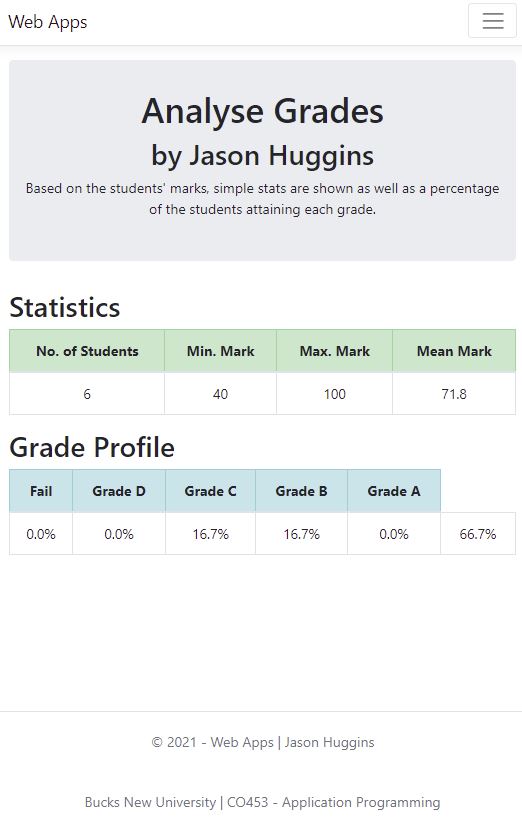 Web Apps
Analyse Grades
by Jason Huggins
Based on the students' marks, simple stats are shown as well as a percentage
of the students attaining each grade.
Statistics
No. of Students Min. Mark Max. Mark Mean Mark
6 40 100 71.8
Grade Profile
Fail Grade D Grade C Grade B Grade A
0.0% 0.0% 16.7% 16.7% 0.0% 66.7%
© 2021 - Web Apps | Jason Huggins
Bucks New University | CO453 - Application Programming